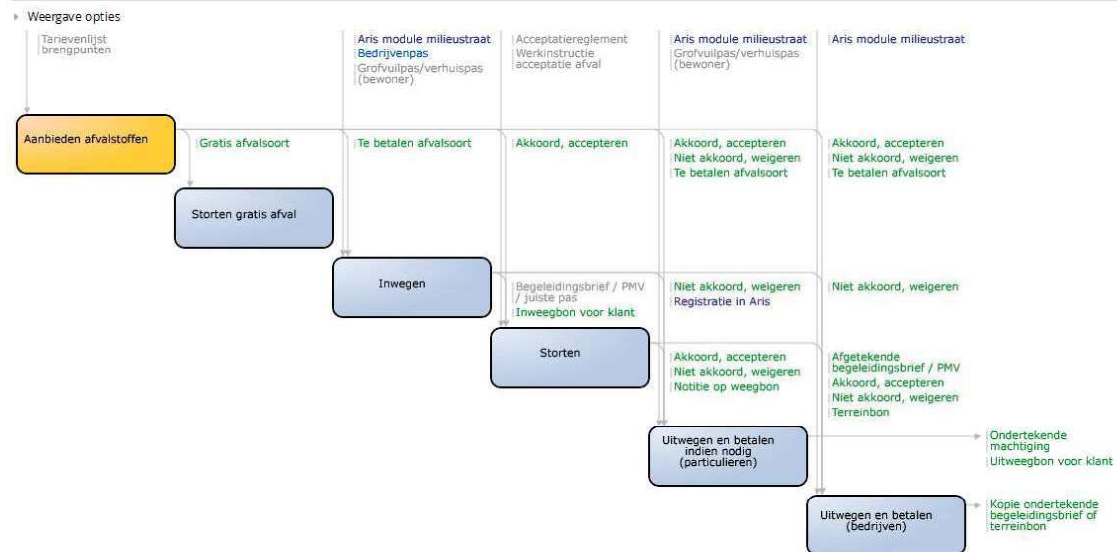 Weergave opties
Tarievenlijst
brengpunten
Aris module milieustraat
Bedrijvenpas
Grofvuilpas/verhuispas
(bewoner)
Acceptatiereglement
Werkinstructie
acceptatie afval
Aris module milieustraat
Grofvuilpas/verhuispas
(bewoner)
Aris module milieustraat
Aanbieden afvalstoffen
Gratis afvalsoort
Te betalen afvalsoort
Akkoord, accepteren
Akkoord, accepteren
Niet akkoord, weigeren
Te betalen afvalsoort
Akkoord, accepteren
Niet akkoord, weigeren
Te betalen afvalsoort
Storten gratis afval
Inwegen
Begeleidingsbrief / PMV
/ juiste pas
Inweegbon voor klant
Niet akkoord, weigeren
Registratie in Aris
Niet akkoord, weigeren
Storten
Akkoord, accepteren
Niet akkoord, weigeren
Notitie op weegbon
Afgetekende
begeleidingsbrief / PMV
Akkoord, accepteren
Niet akkoord, weigeren
Terreinbon
Uitwegen en betalen
indien nodig
(particulieren)
Ondertekende
machtiging
Uitweegbon voor klant
Uitwegen en betalen
(bedrijven)
Kopie ondertekende
begeleidingsbrief of
terreinbon